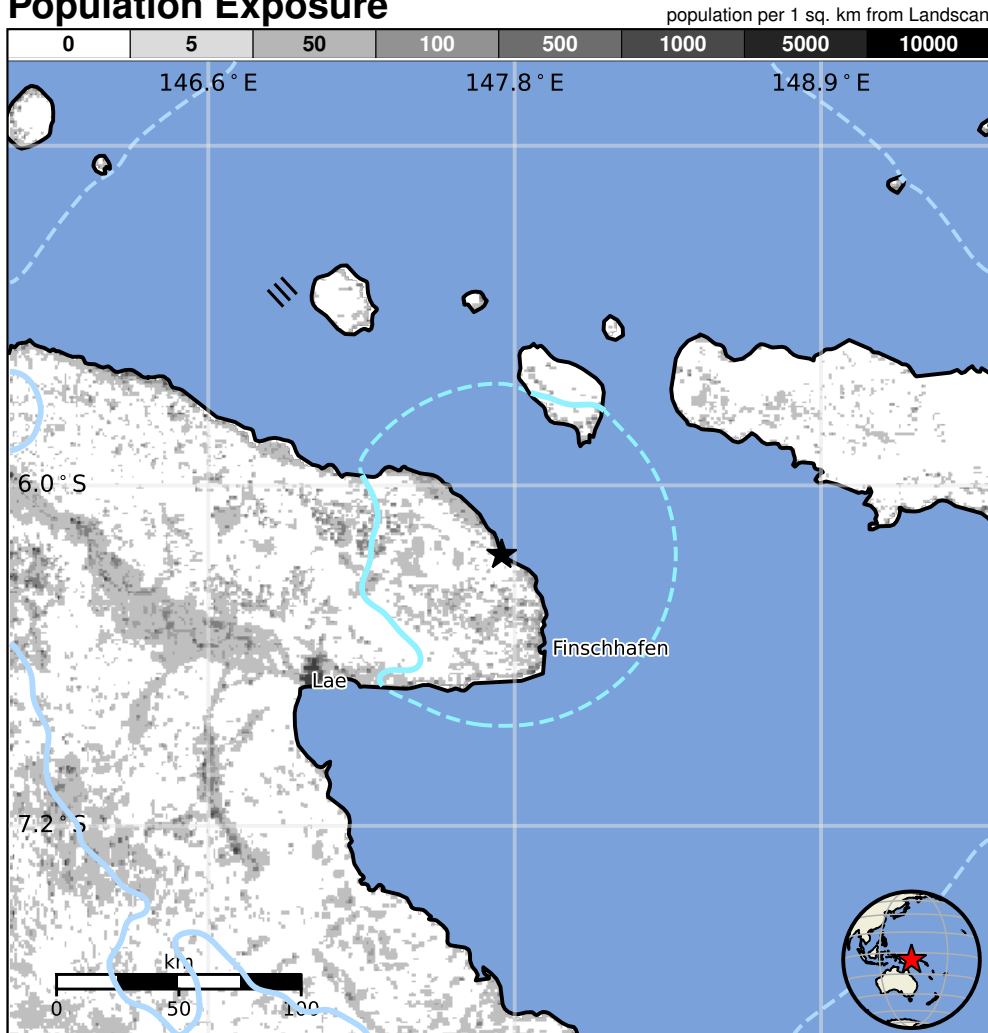 Population Exposure
population per 1 sq. km from Landscan
0 5 50 100 500 1000 5000 10000
146.6°E 147.8°E 148.9°E
6.0°S
Finschhafen
Lae
7.2°S
km
0 50 100